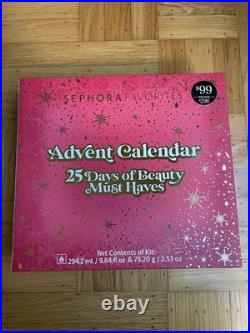 $99
SEPHORA FAVORITES
Advent Calendar
25 Days of Beauty
Must Haves
Net Contents of Kit:
294.2 mL / 9.84 fl oz & 73.20 g / 2.53 oz